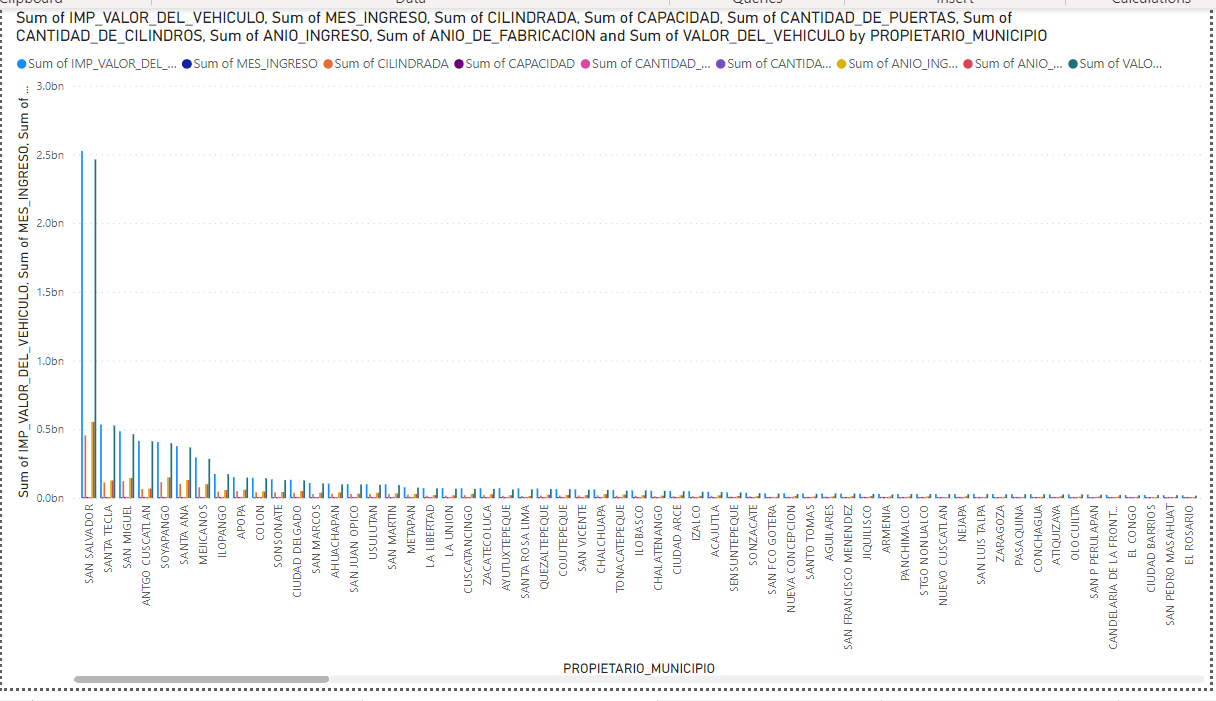 Clipboard Data Queries Insert Calculations
Sum of IMP_VALOR_DEL_VEHICULO, Sum of MES_INGRESO, Sum of CILINDRADA, Sum of CAPACIDAD, Sum of CANTIDAD_DE_PUERTAS, Sum of
CANTIDAD_DE_CILINDROS, Sum of ANIO_INGRESO, Sum of ANIO_DE_FABRICACION and Sum of VALOR_DEL_VEHICULO by PROPIETARIO_MUNICIPIO
Sum of IMP_VALOR_DEL_... Sum of MES_INGRESO Sum of CILINDRADA Sum of CAPACIDAD Sum of CANTIDAD_... Sum of CANTIDA... Sum of ANIO_ING... Sum of ANIO_... Sum of VALO...
Sum of IMP_VALOR_DEL_VEHICULO, Sum of MES_INGRESO, Sum of ...
3.0bn
2.5bn
2.0bn
1.5bn
1.0bn
0.5bn
0.0bn
SAN SALVADOR
SANTA TECLA
SAN MIGUEL
ANTGO CUSCATLAN
SOYAPANGO
SANTA ANA
MEJICANOS
ILOPANGO
APOPA
COLON
SONSONATE
CIUDAD DELGADO
SAN MARCOS
AHUACHAPAN
SAN JUAN OPICO
USULUTAN
SAN MARTIN
METAPAN
LA LIBERTAD
LA UNION
CUSCATANCINGO
ZACATECOLUCA
AYUTUXTEPEQUE
SANTA ROSA LIMA
QUEZALTEPEQUE
COJUTEPEQUE
SAN VICENTE
CHALCHUAPA
TONACATEPEQUE
ILOBASCO
CHALATENANGO
CIUDAD ARCE
IZALCO
ACAJUTLA
SENSUNTEPEQUE
SONZACATE
SAN FCO GOTERA
NUEVA CONCEPCION
SANTO TOMAS
AGUILARES
SAN FRANCISCO MENENDEZ
JIQUILISCO
ARMENIA
PANCHIMALCO
STGO NONUALCO
NUEVO CUSCATLAN
NEJAPA
SAN LUIS TALPA
ZARAGOZA
PASAQUINA
CONCHAGUA
ATIQUIZAYA
OLOCUILTA
SAN P PERULAPAN
CANDELARIA DE LA FRONT...
EL CONGO
CIUDAD BARRIOS
SAN PEDRO MASAHUAT
EL ROSARIO
PROPIETARIO_MUNICIPIO